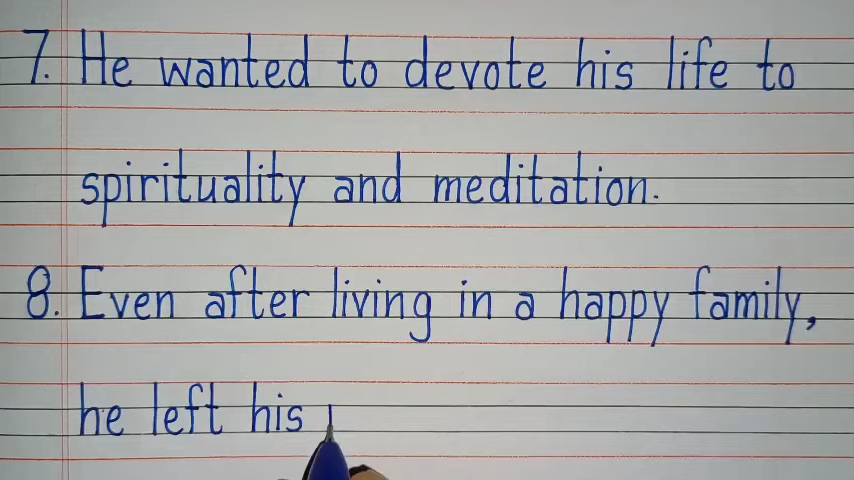 7. He wanted to devote his life to
spirituality and meditation.
8. Even after living in a happy family,
he left his